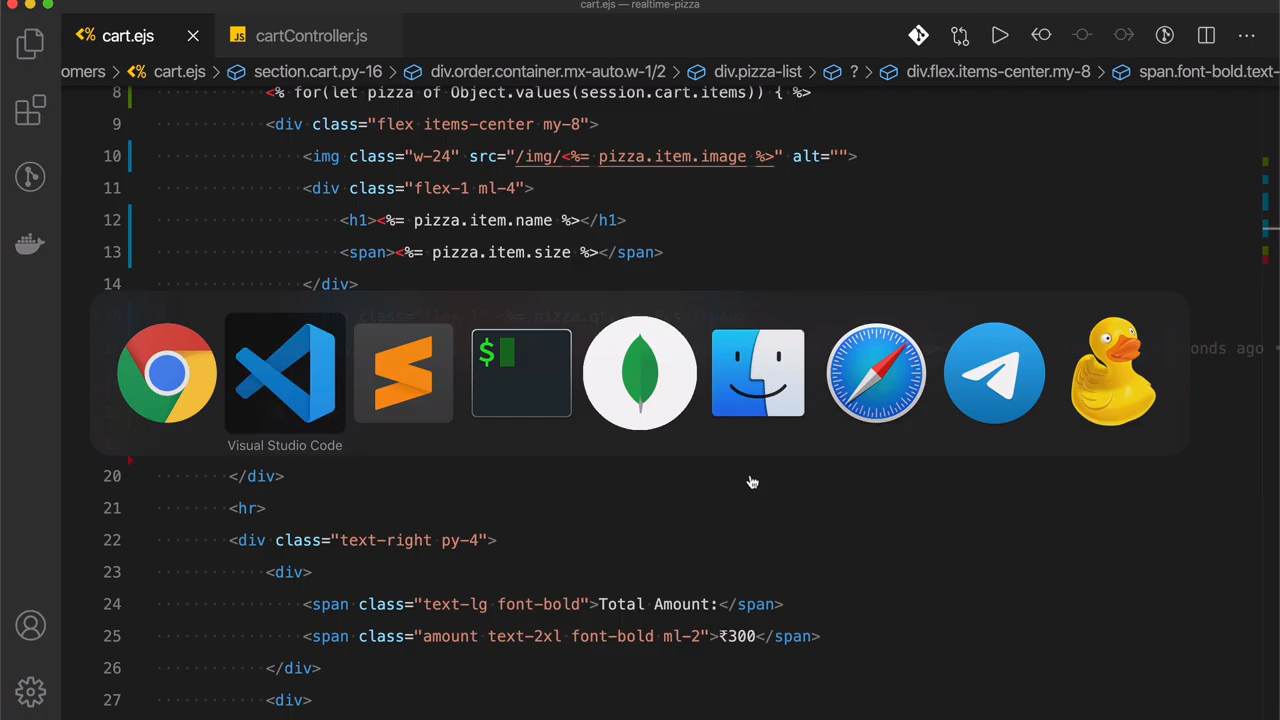 cart.ejs — realtime-pizza
cart.ejs
JS cartController.js
omers > cart.ejs > section.cart.py-16 > div.order.container.mx-auto.w-1/2 > div.pizza-list > ? > div.flex.items-center.my-8 > span.font-bold.text-
8 <% for(let pizza of Object.values(session.cart.items)) { %>
9 <div class="flex items-center my-8">
10 <img class="w-24" src="/img/<%= pizza.item.image %>" alt="">
11 <div class="flex-1 ml-4">
12 <h1><%= pizza.item.name %></h1>
13 <span><%= pizza.item.size %></span>
14 </div>
onds ago
$
Visual Studio Code
20 </div>
21 <hr>
22 <div class="text-right py-4">
23 <div>
24 <span class="text-lg font-bold">Total Amount:</span>
25 <span class="amount text-2xl font-bold ml-2">₹300</span>
26 </div>
27 <div>